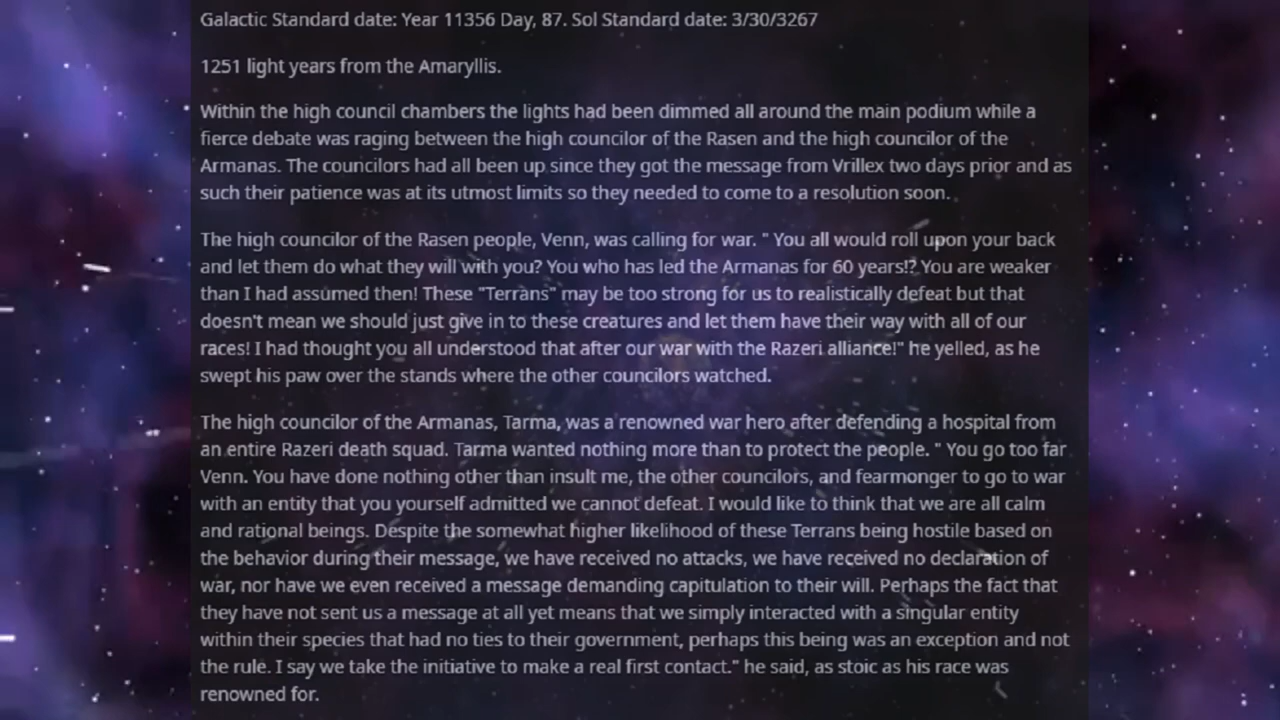 Galactic Standard date: Year 11356 Day, 87. Sol Standard date: 3/30/3267
1251 light years from the Amaryllis.
Within the high council chambers the lights had been dimmed all around the main podium while a
fierce debate was raging between the high councilor of the Rasen and the high councilor of the
Armanas. The councilors had all been up since they got the message from Vrillex two days prior and as
such their patience was at its utmost limits so they needed to come to a resolution soon.
The high councilor of the Rasen people, Venn, was calling for war. " You all would roll upon your back
and let them do what they will with you? You who has led the Armanas for 60 years!? You are weaker
than I had assumed then! These "Terrans" may be too strong for us to realistically defeat but that
doesn't mean we should just give in to these creatures and let them have their way with all of our
races! I had thought you all understood that after our war with the Razeri alliance!" he yelled, as he
swept his paw over the stands where the other councilors watched.
The high councilor of the Armanas, Tarma, was a renowned war hero after defending a hospital from
an entire Razeri death squad. Tarma wanted nothing more than to protect the people. " You go too far
Venn. You have done nothing other than insult me, the other councilors, and fearmonger to go to war
with an entity that you yourself admitted we cannot defeat. I would like to think that we are all calm
and rational beings. Despite the somewhat higher likelihood of these Terrans being hostile based on
the behavior during their message, we have received no attacks, we have received no declaration of
war, nor have we even received a message demanding capitulation to their will. Perhaps the fact that
they have not sent us a message at all yet means that we simply interacted with a singular entity
within their species that had no ties to their government, perhaps this being was an exception and not
the rule. I say we take the initiative to make a real first contact." he said, as stoic as his race was
renowned for.